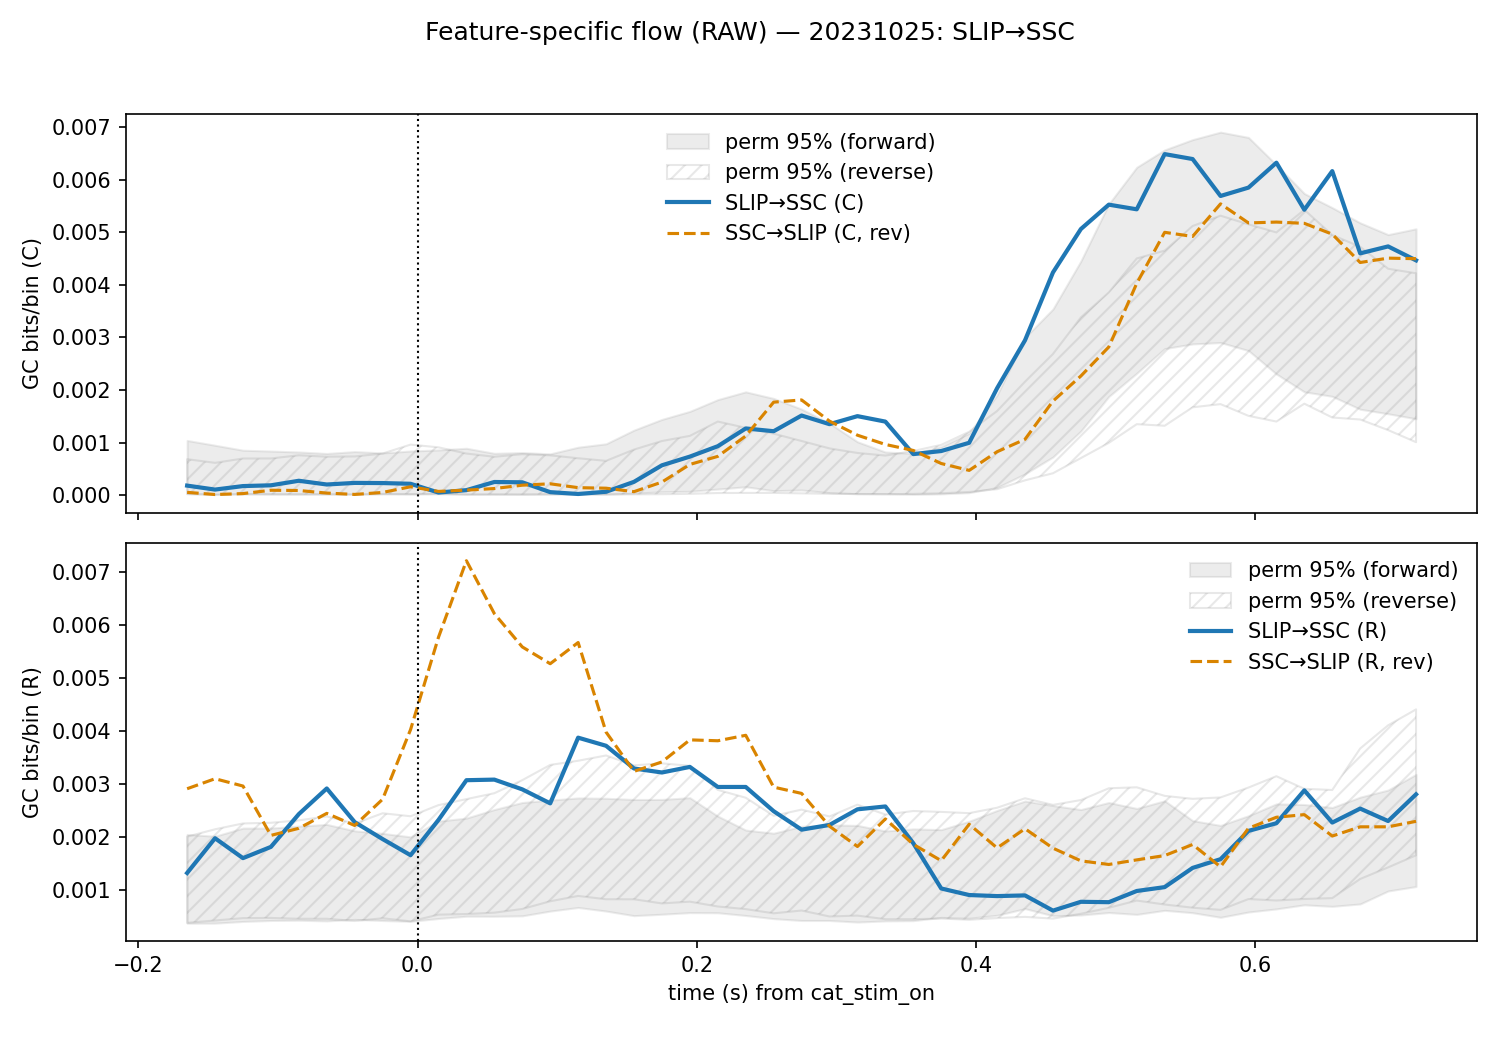 Feature-specific flow (RAW) — 20231025: SLIP→SSC
GC bits/bin (C)
0.007
0.006
0.005
0.004
0.003
0.002
0.001
0.000
perm 95% (forward)
perm 95% (reverse)
SLIP→SSC (C)
SSC→SLIP (C, rev)
GC bits/bin (R)
0.007
0.006
0.005
0.004
0.003
0.002
0.001
perm 95% (forward)
perm 95% (reverse)
SLIP→SSC (R)
SSC→SLIP (R, rev)
−0.2
0.0
0.2
0.4
0.6
time (s) from cat_stim_on